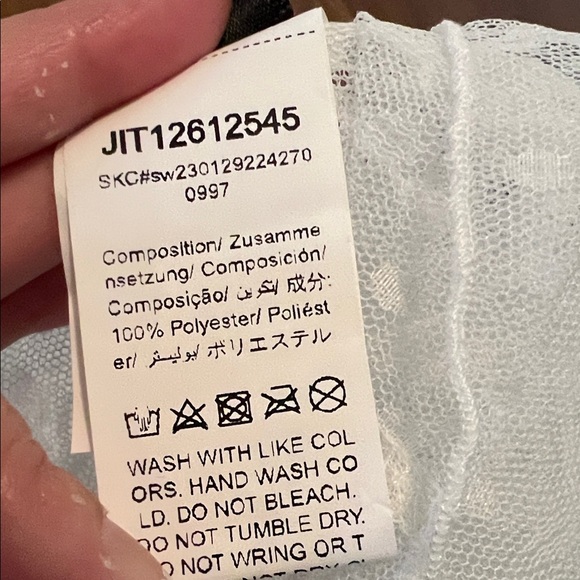 JIT12612545
SKC#sw230129224270
0997
Composition/ Zusamme
nsetzung/ Composición/
Composição/ تكوين/ 成分:
100% Polyester/ Poliést
er/ بوليستر/ ポリエステル
WASH WITH LIKE COL
ORS. HAND WASH CO
LD. DO NOT BLEACH.
DO NOT TUMBLE DRY.
DO NOT WRING OR T
NOT DRY